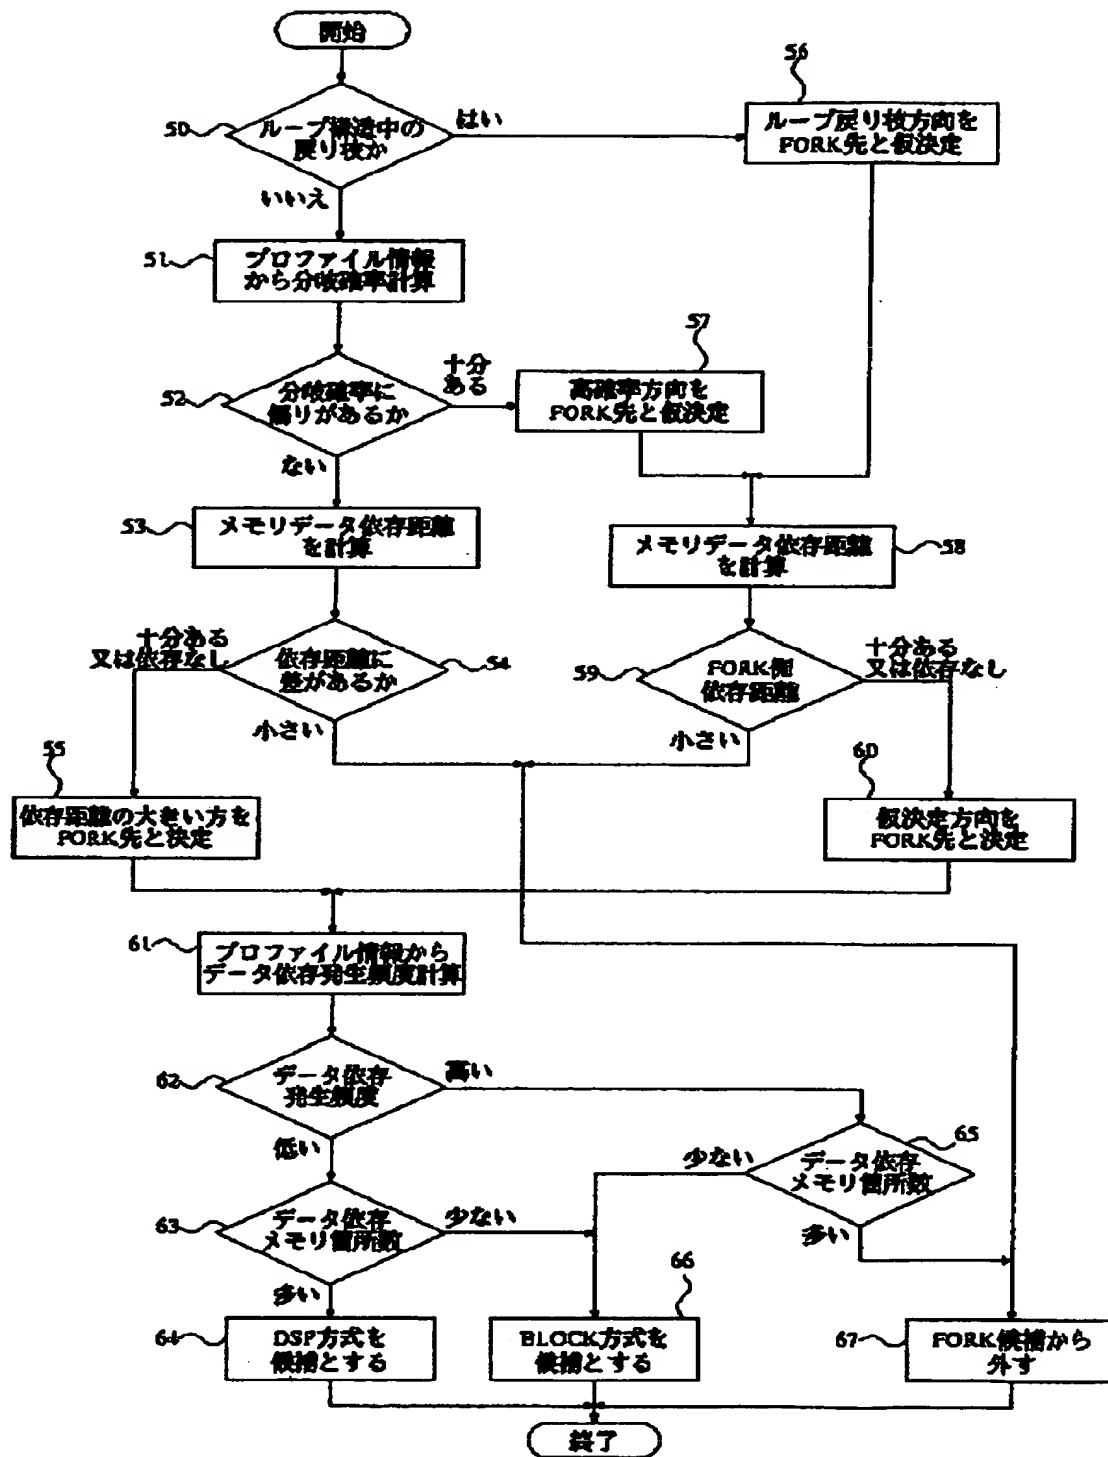 開始
50
ループ構造中の
戻り枝か
はい
いいえ
56
ループ戻り枝方向を
FORK先と仮決定
51
プロファイル情報
から分岐確率計算
52
分岐確率に
偏りがあるか
十分
ある
ない
57
高確率方向を
FORK先と仮決定
53
メモリデータ依存距離
を計算
メモリデータ依存距離
を計算
58
十分ある
又は依存なし
依存距離に
差があるか
54
小さい
59
FORK側
依存距離
十分ある
又は依存なし
小さい
55
依存距離の大きい方を
FORK先と決定
60
仮決定方向を
FORK先と決定
61
プロファイル情報から
データ依存発生頻度計算
62
データ依存
発生頻度
高い
低い
65
データ依存
メモリ箇所数
少ない
多い
63
データ依存
メモリ箇所数
少ない
多い
64
DSP方式を
候補とする
66
BLOCK方式を
候補とする
67
FORK候補から
外す
終了